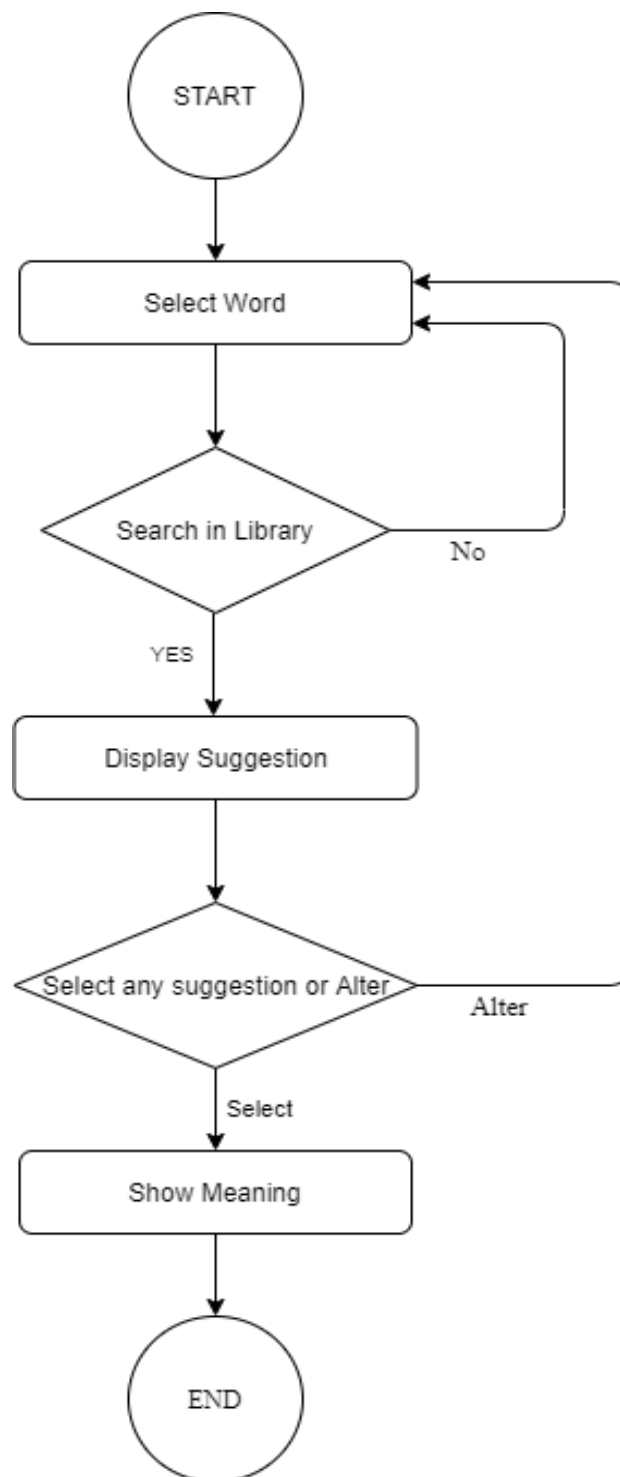 START
Select Word
Search in Library
No
YES
Display Suggestion
Select any suggestion or Alter
Alter
Select
Show Meaning
END